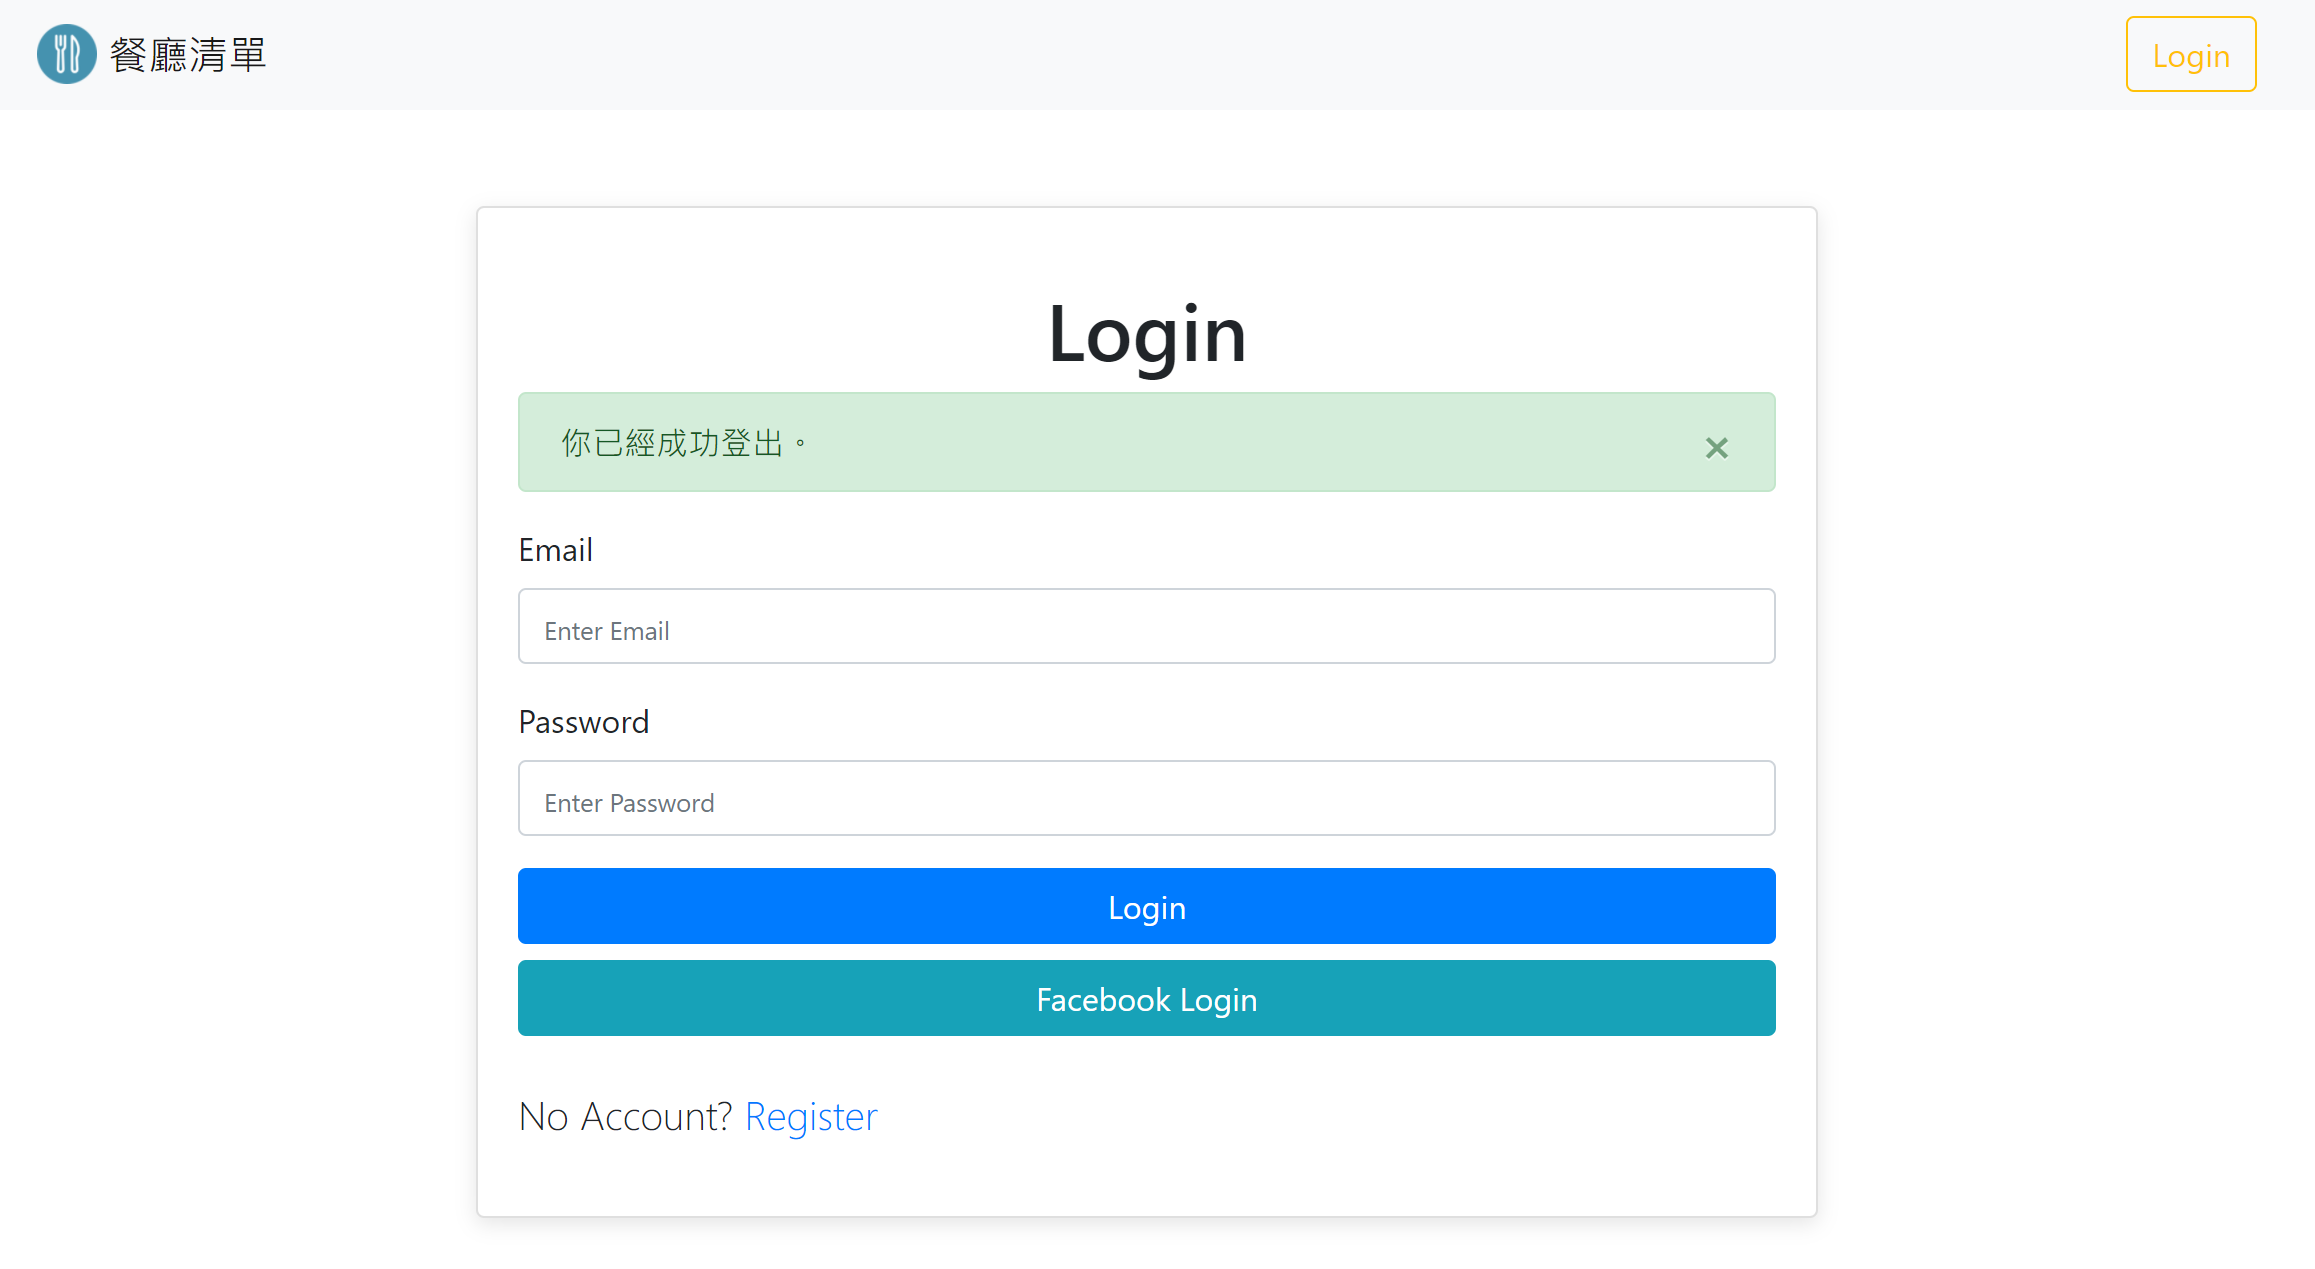 餐廳清單
Login
Login
你已經成功登出。
×
Email
Enter Email
Password
Enter Password
Login
Facebook Login
No Account? Register